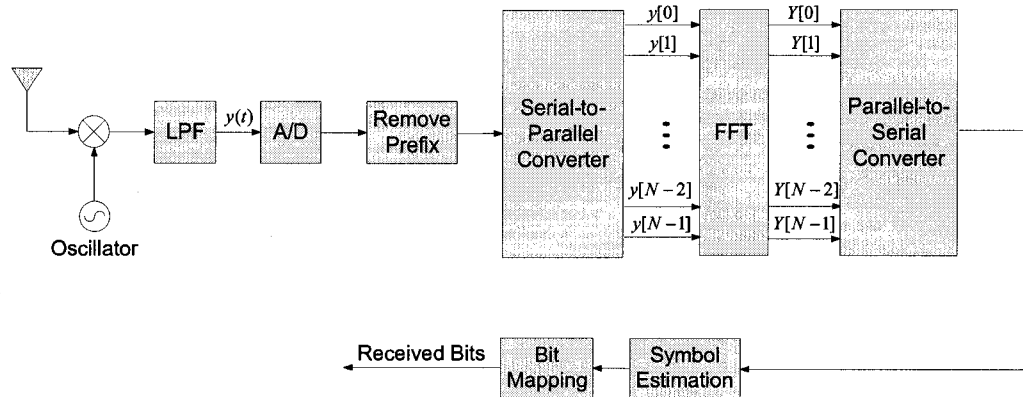 y[0]
Y[0]
y[1]
Y[1]
LPF
y(t)
A/D
Remove
Prefix
Serial-to-
Parallel
Converter
FFT
Parallel-to-
Serial
Converter
y[N-2]
Y[N-2]
y[N-1]
Y[N-1]
Oscillator
Received Bits
Bit
Mapping
Symbol
Estimation